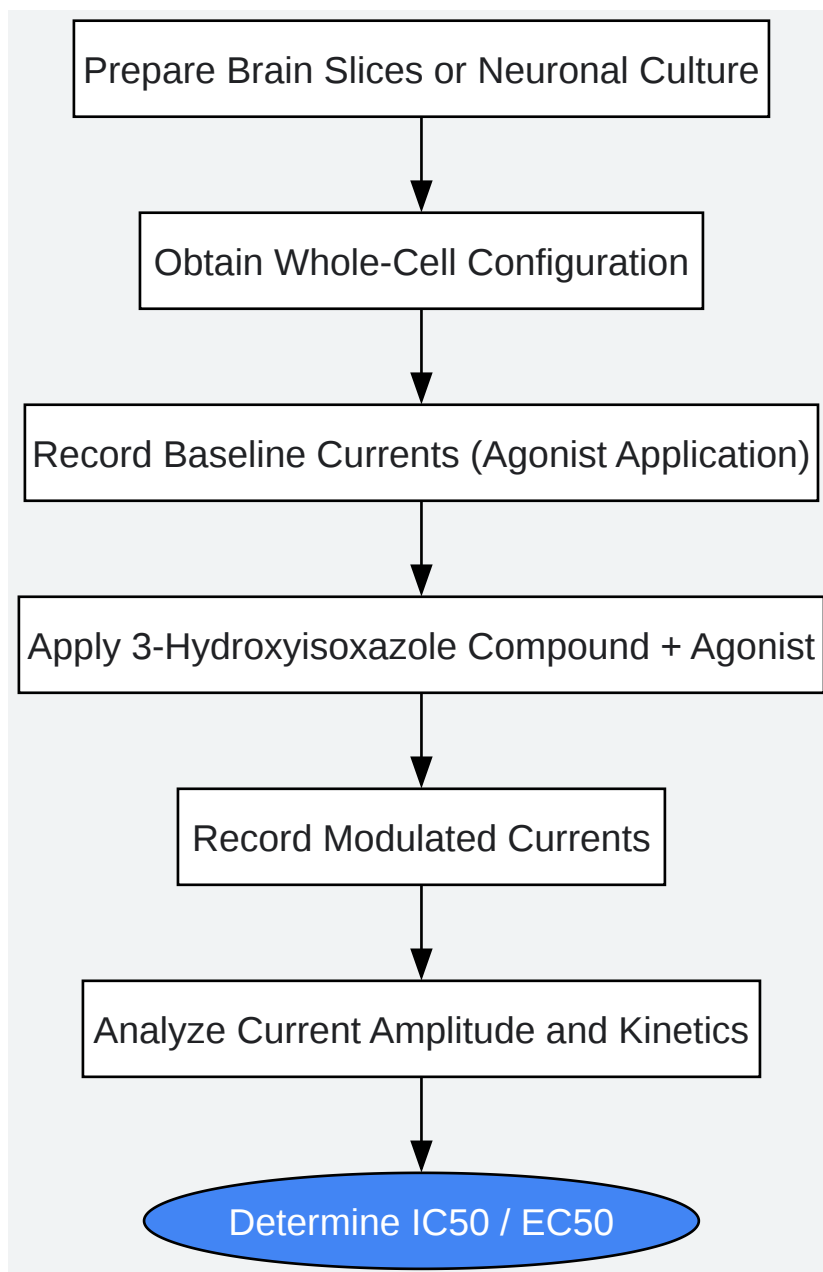 Prepare Brain Slices or Neuronal Culture
Obtain Whole-Cell Configuration
Record Baseline Currents (Agonist Application)
Apply 3-Hydroxyisoxazole Compound + Agonist
Record Modulated Currents
Analyze Current Amplitude and Kinetics
Determine IC50 / EC50